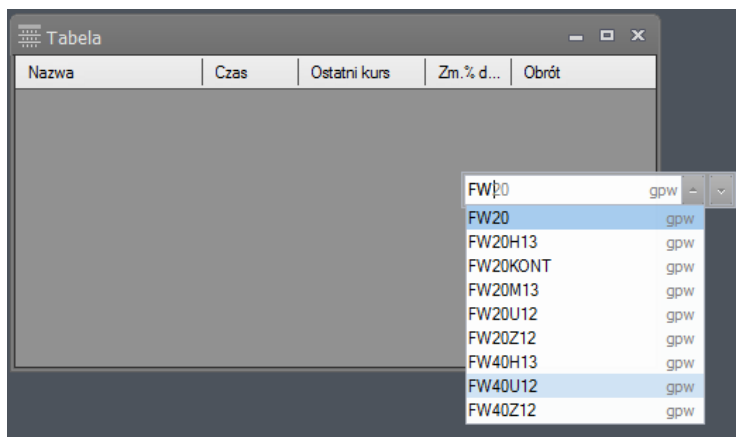 Tabela
Nazwa Czas Ostatni kurs Zm.% d... Obrót
FW20 gpw
FW20 gpw
FW20H13 gpw
FW20KONT gpw
FW20M13 gpw
FW20U12 gpw
FW20Z12 gpw
FW40H13 gpw
FW40U12 gpw
FW40Z12 gpw